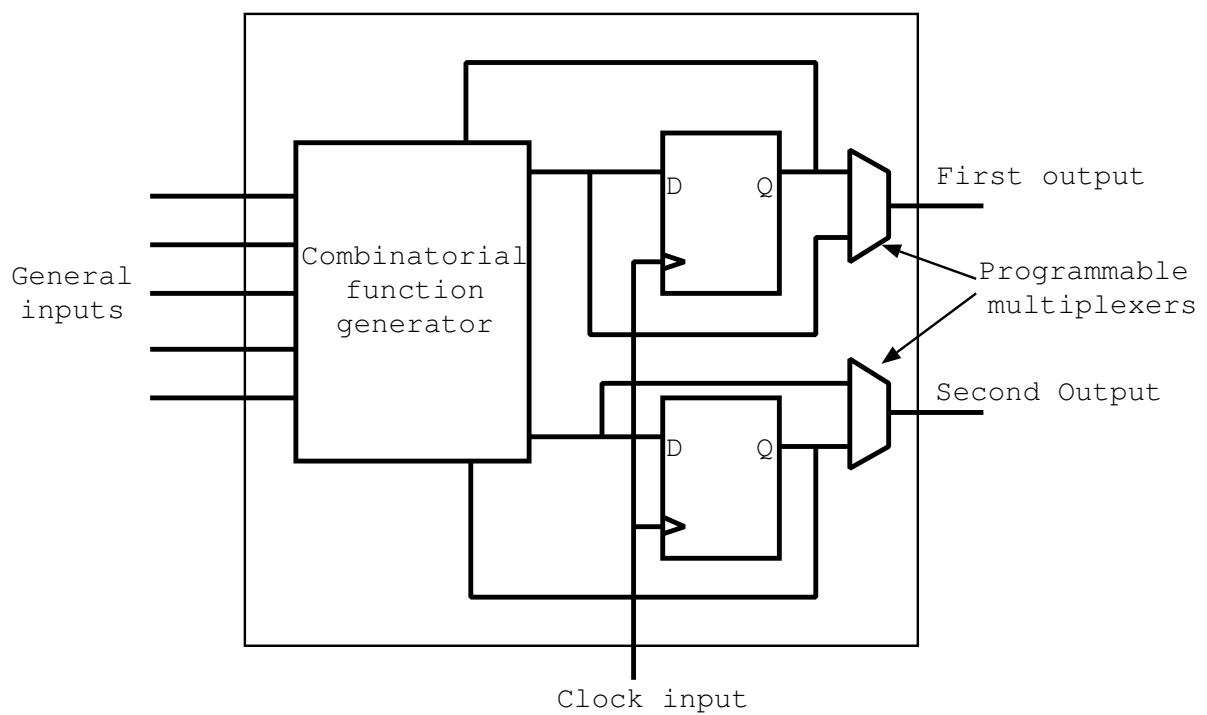 General
inputs
Combinatorial
function
generator
D
Q
D
Q
First output
Programmable
multiplexers
Second Output
Clock input